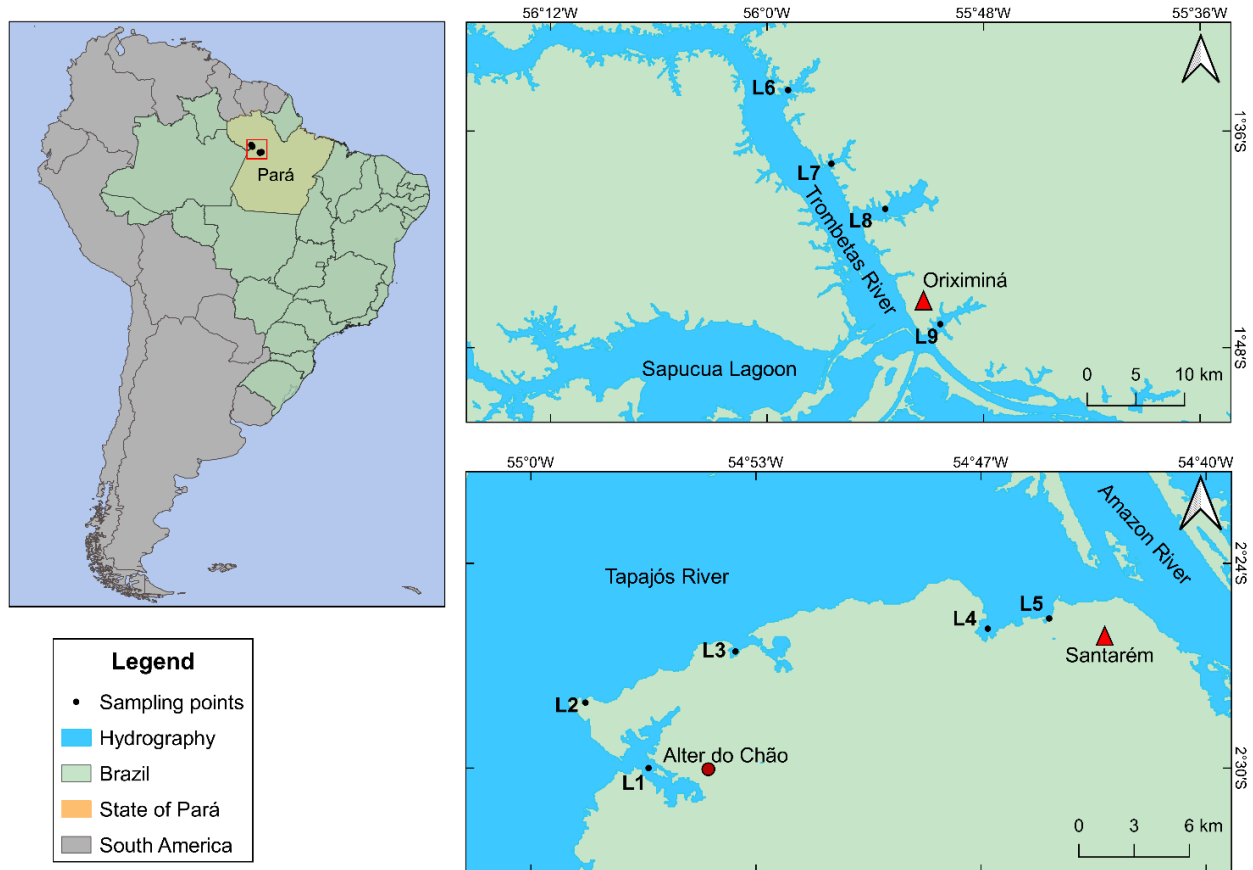 Pará
Legend
Sampling points
Hydrography
Brazil
State of Pará
South America
56°12'W
56°0'W
55°48'W
55°36'W
L6
1°36'S
L7
L8
Trombetas River
Oriximiná
L9
1°48'S
Sapucua Lagoon
0 5 10 km
55°0'W
54°53'W
54°47'W
54°40'W
Amazon River
2°24'S
Tapajós River
L5
L4
L3
Santarém
L2
Alter do Chão
L1
2°30'S
0 3 6 km